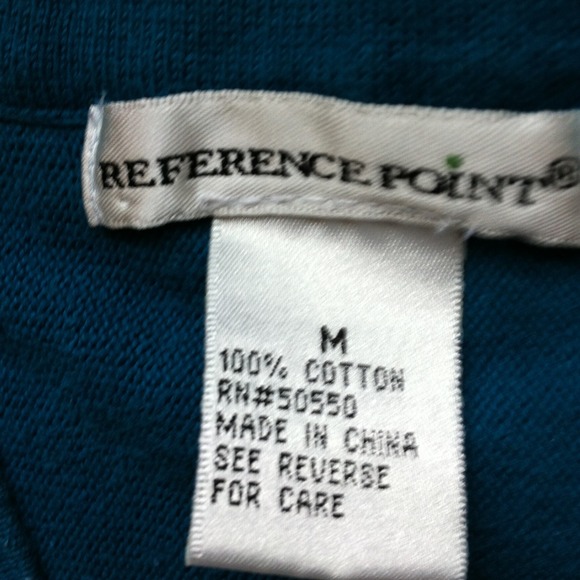 REFERENCE POINT®
M
100% COTTON
RN#50550
MADE IN CHINA
SEE REVERSE
FOR CARE